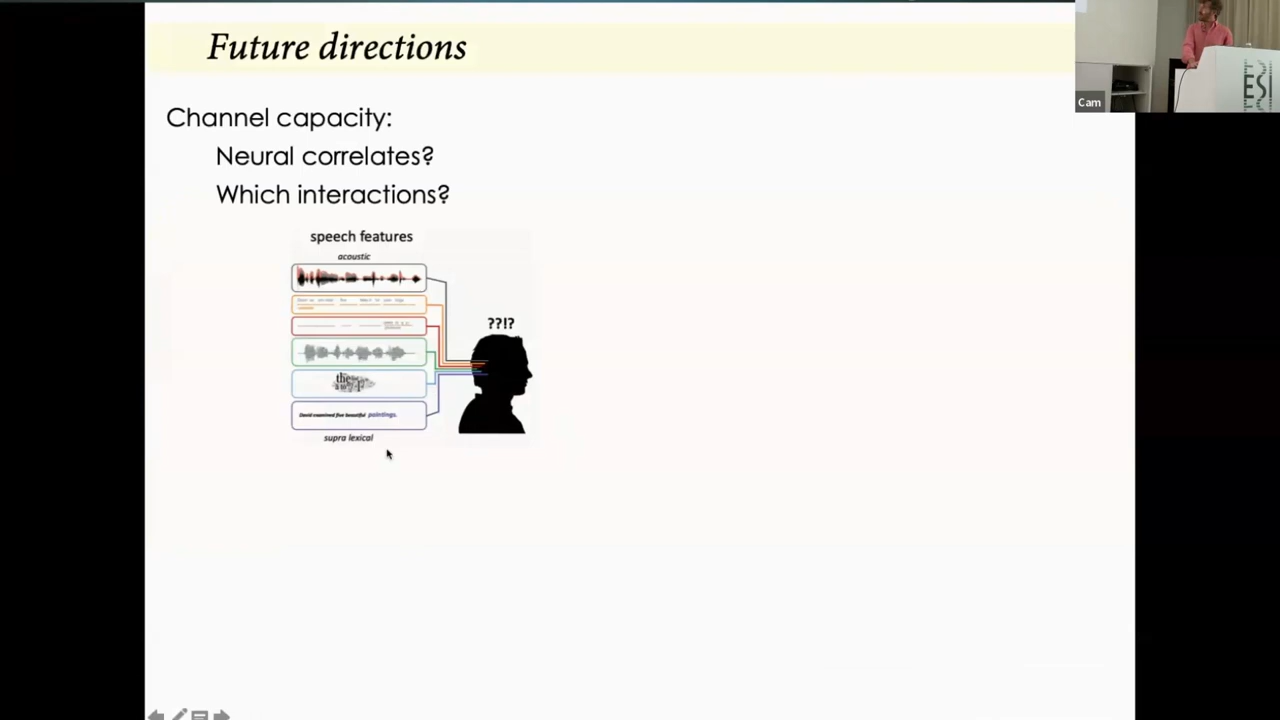 Future directions
Cam
ESI
Channel capacity:
Neural correlates?
Which interactions?
speech features
acoustic
??!?
the
David examined five beautiful paintings.
supra lexical